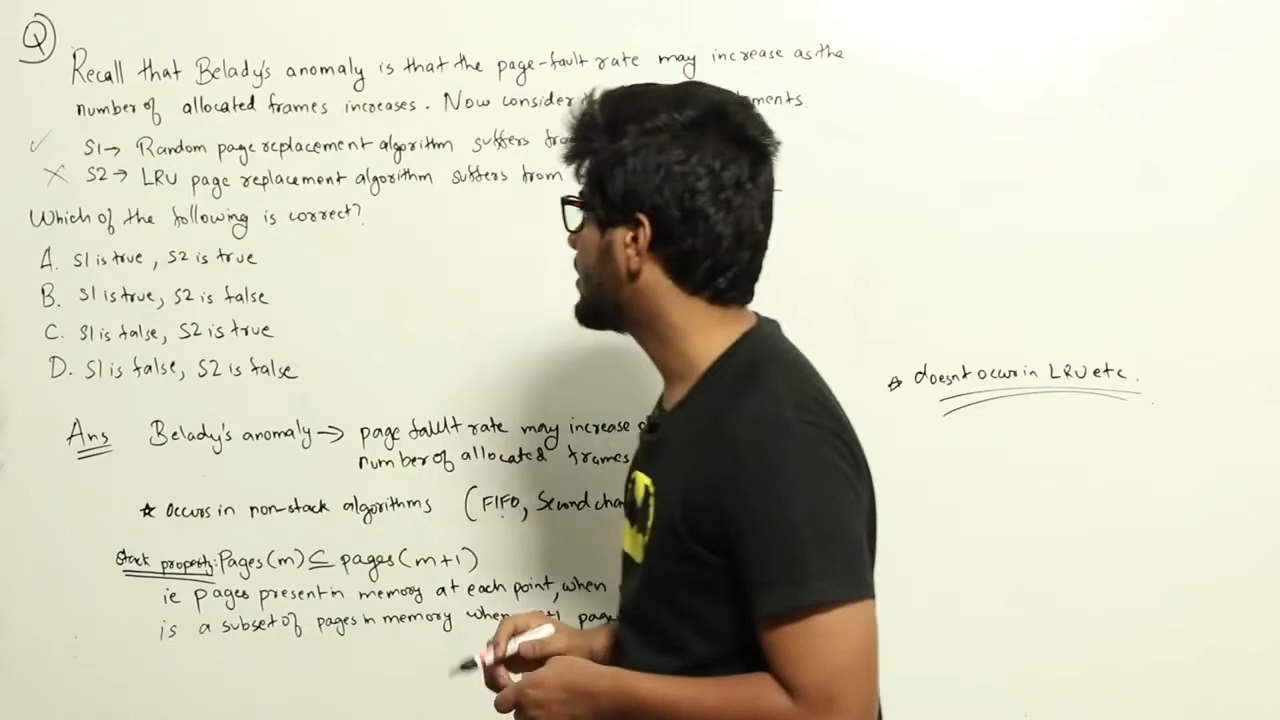 Q
Recall that Belady's anomaly is that the page-fault rate may increase as the
number of allocated frames increases. Now consider
S1→ Random page replacement algorithm suffers
S2→ LRU page replacement algorithm suffers from
Which of the following is correct?
A. S1 is true, S2 is true
B. S1 is true, S2 is false
C. S1 is false, S2 is true
D. S1 is false, S2 is false
* doesnt occur in LRU etc.
Ans Belady's anomaly → page fault rate may increase
number of allocated frames
* Occurs in non-stack algorithms (FIFO, Second
Stack property: Pages(m) ⊆ pages(m+1)
ie pages present in memory at each point, when
is a subset of pages in memory when